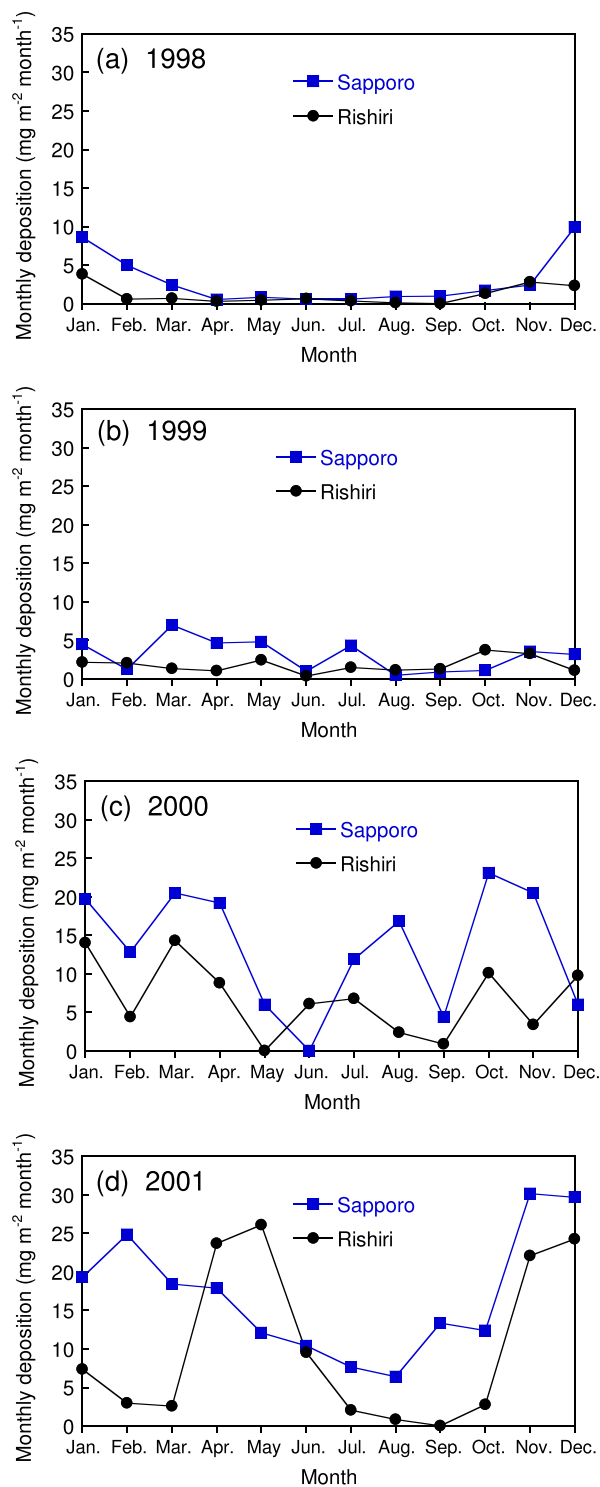 (a) 1998
Monthly deposition (mg m-2 month-1)
35
30
25
20
15
10
5
0
Sapporo
Rishiri
Jan. Feb. Mar. Apr. May Jun. Jul. Aug. Sep. Oct. Nov. Dec.
Month
(b) 1999
Monthly deposition (mg m-2 month-1)
35
30
25
20
15
10
5
0
Sapporo
Rishiri
Jan. Feb. Mar. Apr. May Jun. Jul. Aug. Sep. Oct. Nov. Dec.
Month
(c) 2000
Monthly deposition (mg m-2 month-1)
35
30
25
20
15
10
5
0
Sapporo
Rishiri
Jan. Feb. Mar. Apr. May Jun. Jul. Aug. Sep. Oct. Nov. Dec.
Month
(d) 2001
Monthly deposition (mg m-2 month-1)
35
30
25
20
15
10
5
0
Sapporo
Rishiri
Jan. Feb. Mar. Apr. May Jun. Jul. Aug. Sep. Oct. Nov. Dec.
Month